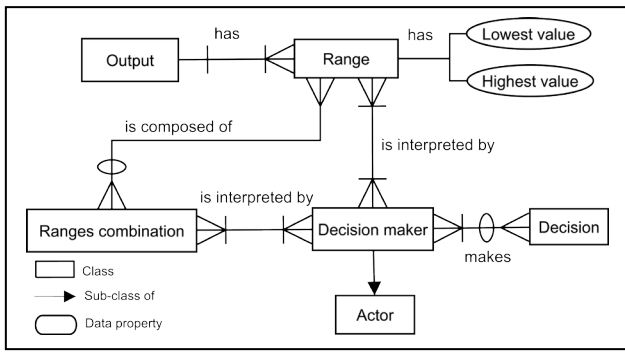 has
has
Lowest value
Output
Range
Highest value
is composed of
is interpreted by
is interpreted by
Ranges combination
Decision maker
Decision
makes
Class
Sub-class of
Actor
Data property